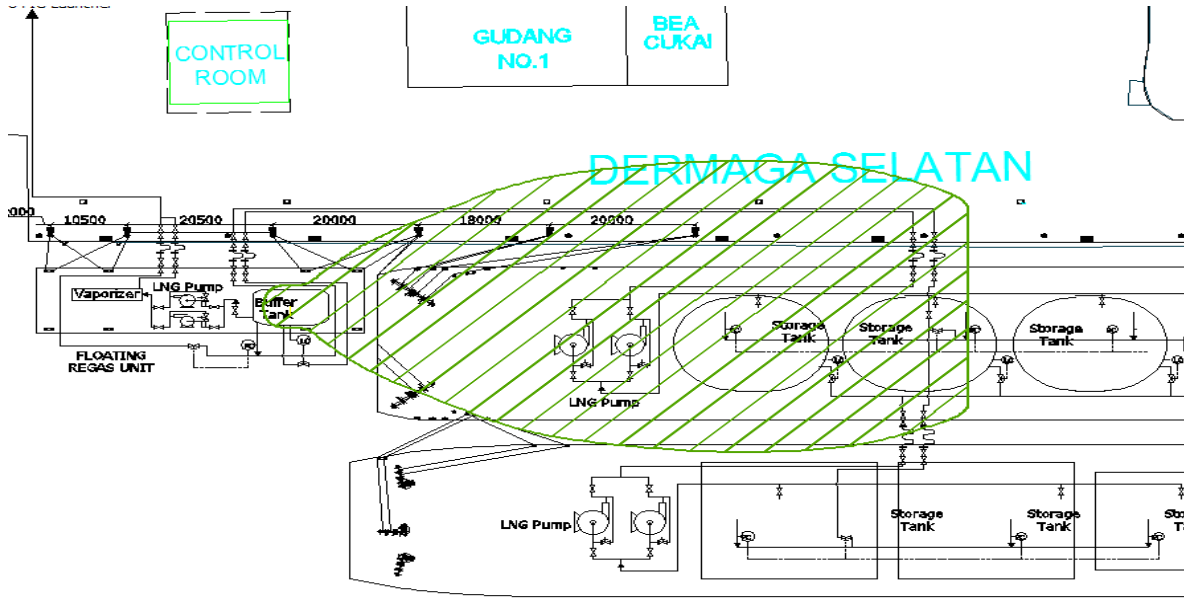 CONTROL
ROOM
GUDANG
NO.1
BEA
CUKAI
DERMAGA SELATAN
10500
20500
20000
18000
20000
Vaporizer
LNG Pump
Buffer
Tank
FLOATING
REGAS UNIT
LNG Pump
Storage
Tank
Storage
Tank
Storage
Tank
LNG Pump
Storage
Tank
Storage
Tank